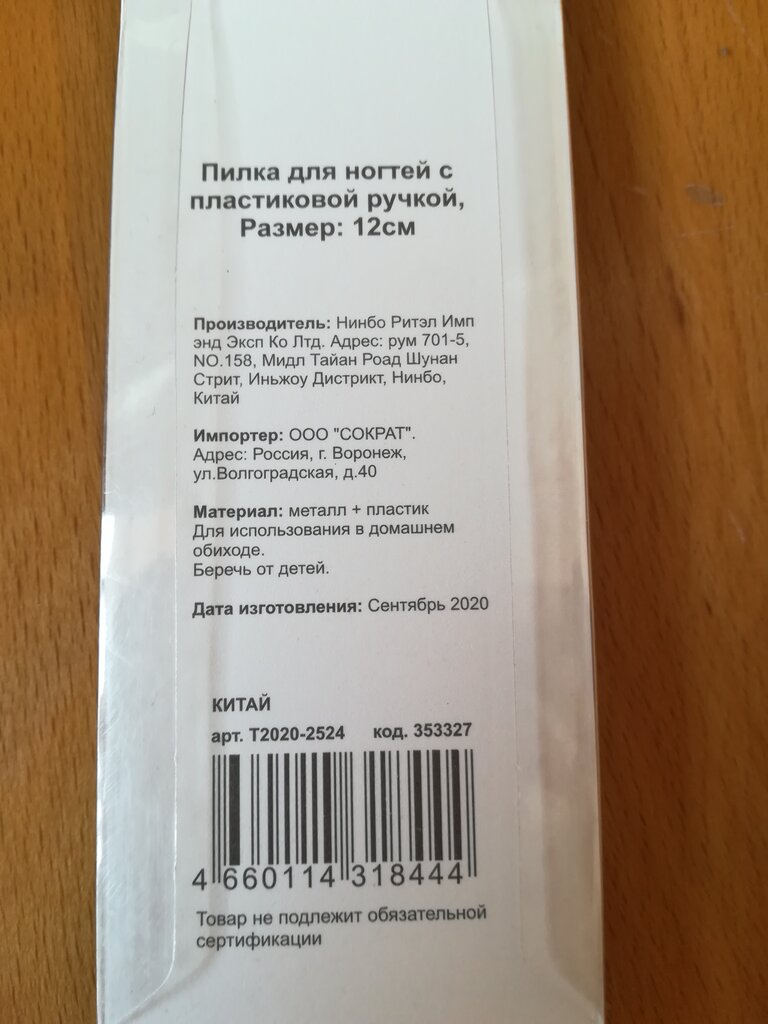 Пилка для ногтей с
пластиковой ручкой,
Размер: 12см
Производитель: Нинбо Ритэл Имп
энд Эксп Ко Лтд. Адрес: рум 701-5,
NO.158, Мидл Тайан Роад Шунан
Стрит, Иньжоу Дистрикт, Нинбо,
Китай
Импортер: ООО "СОКРАТ".
Адрес: Россия, г. Воронеж,
ул.Волгоградская, д.40
Материал: металл + пластик
Для использования в домашнем
обиходе.
Беречь от детей.
Дата изготовления: Сентябрь 2020
КИТАЙ
арт. T2020-2524 код. 353327
4 660114 318444
Товар не подлежит обязательной
сертификации